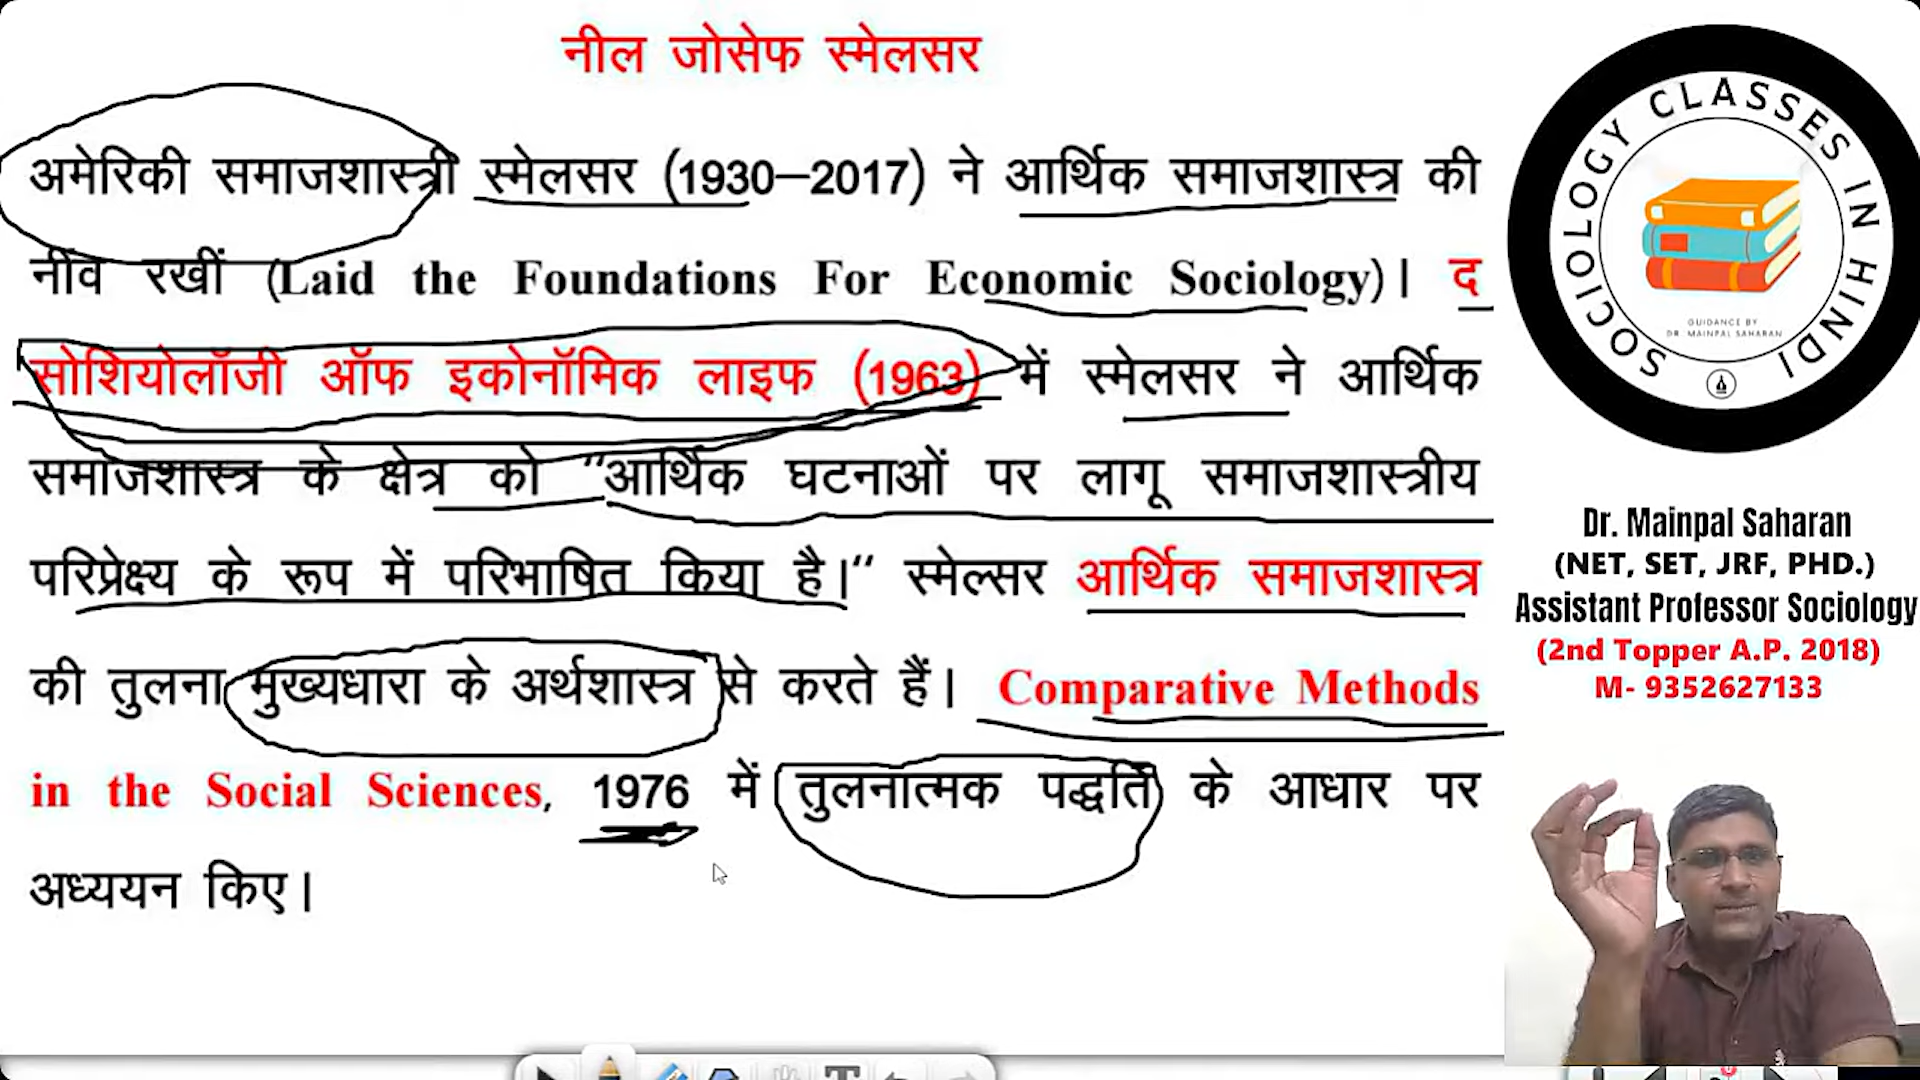 नील जोसेफ स्मेलसर
अमेरिकी समाजशास्त्री स्मेलसर (1930–2017) ने आर्थिक समाजशास्त्र की
नींव रखीं (Laid the Foundations For Economic Sociology)। द
सोशियोलॉजी ऑफ इकोनॉमिक लाइफ (1963) में स्मेलसर ने आर्थिक
समाजशास्त्र के क्षेत्र को "आर्थिक घटनाओं पर लागू समाजशास्त्रीय
परिप्रेक्ष्य के रूप में परिभाषित किया है।" स्मेल्सर आर्थिक समाजशास्त्र
की तुलना मुख्यधारा के अर्थशास्त्र से करते हैं। Comparative Methods
in the Social Sciences, 1976 में तुलनात्मक पद्धति के आधार पर
अध्ययन किए।
SOCIOLOGY CLASSES IN HINDI
GUIDANCE BY
DR. MAINPAL SAHARAN
Dr. Mainpal Saharan
(NET, SET, JRF, PHD.)
Assistant Professor Sociology
(2nd Topper A.P. 2018)
M- 9352627133